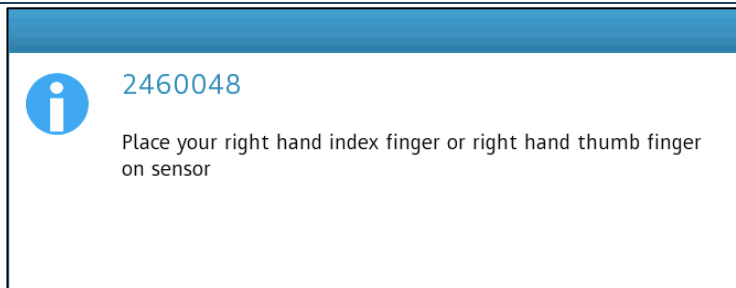 2460048
Place your right hand index finger or right hand thumb finger
on sensor